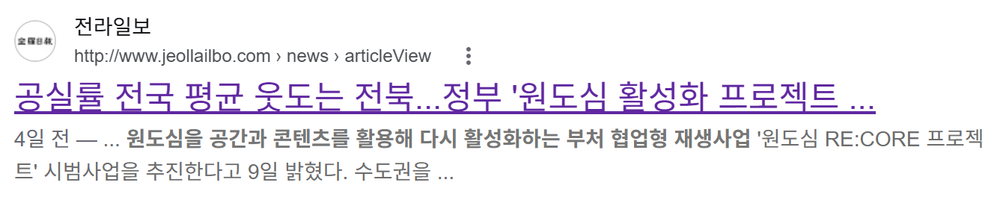 전라일보
http://www.jeollailbo.com › news › articleView
공실률 전국 평균 웃도는 전북...정부 '원도심 활성화 프로젝트 ...
4일 전 — ... 원도심을 공간과 콘텐츠를 활용해 다시 활성화하는 부처 협업형 재생사업 '원도심 RE:CORE 프로젝
트' 시범사업을 추진한다고 9일 밝혔다. 수도권을 ...